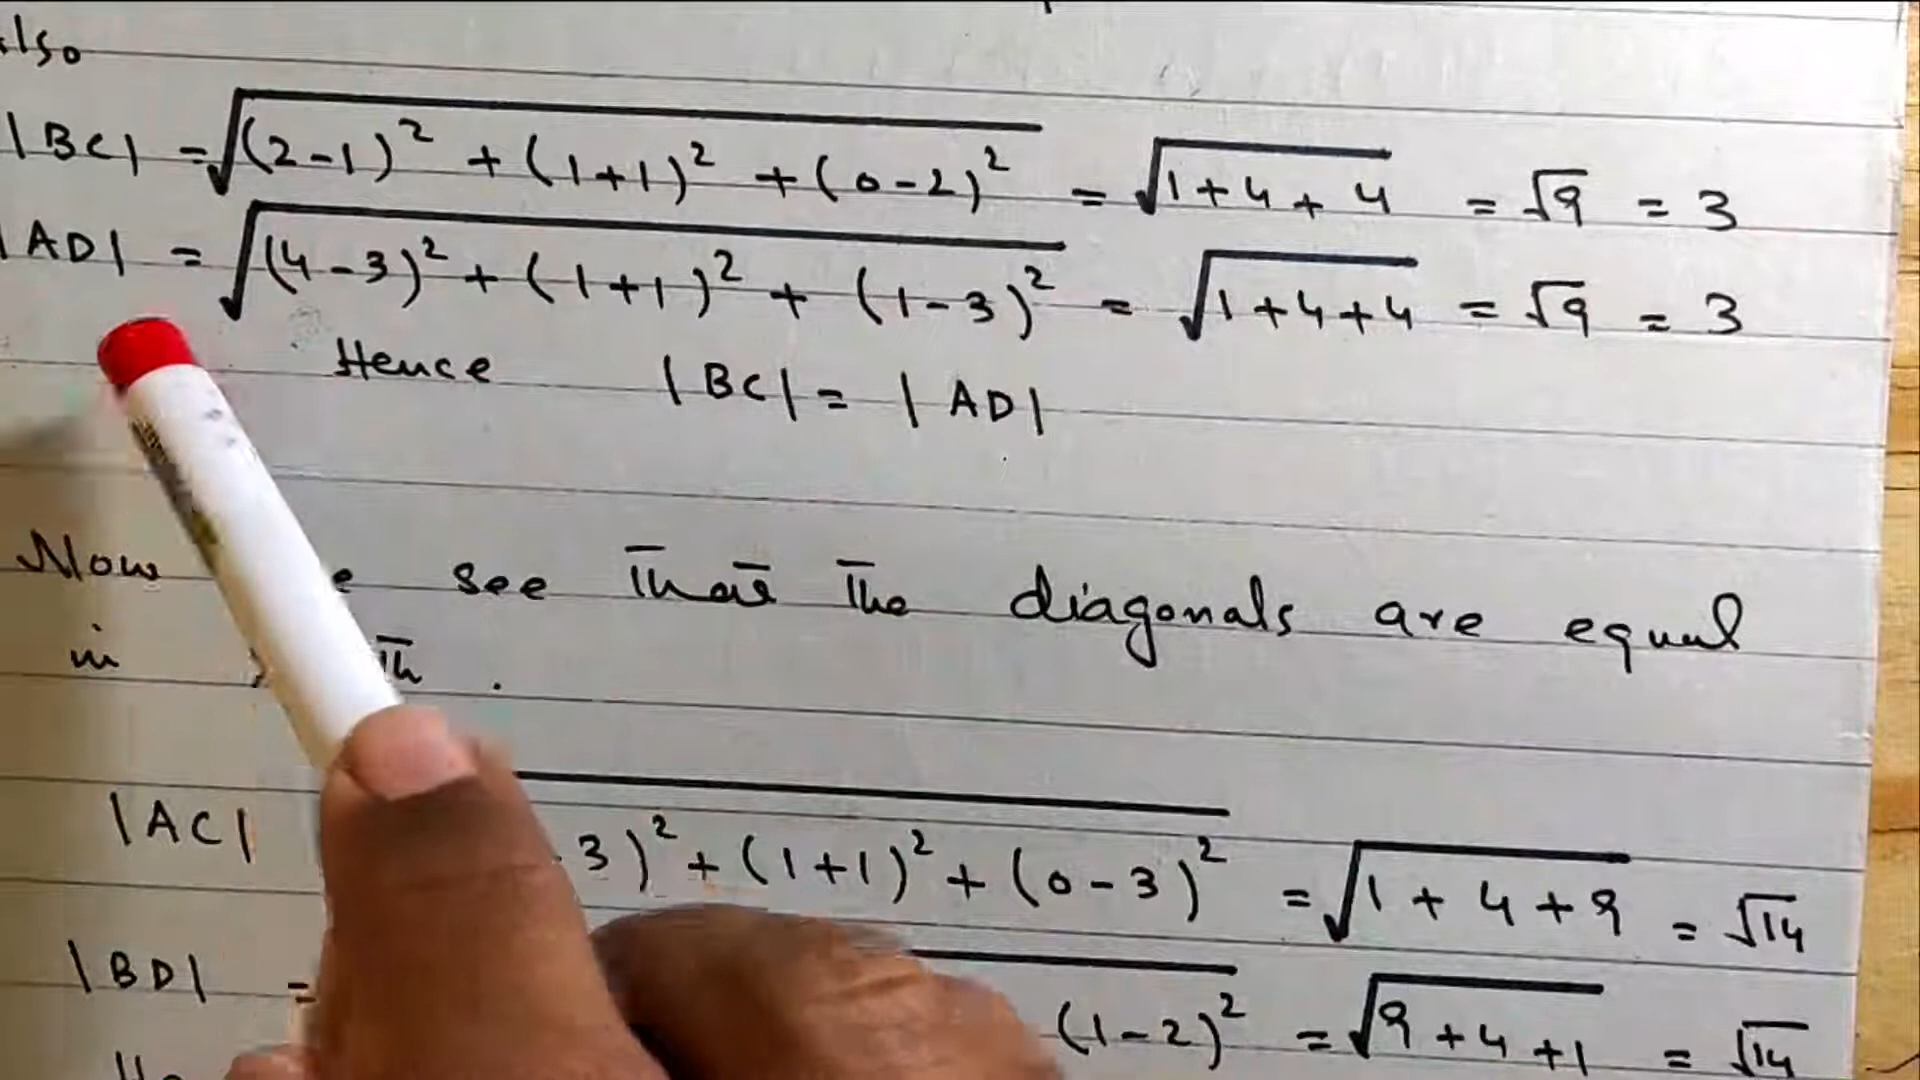 also
|BC| = √(2-1)² + (1+1)² + (0-2)² = √1+4+4 = √9 = 3
|AD| = √(4-3)² + (1+1)² + (1-3)² = √1+4+4 = √9 = 3
Hence |BC| = |AD|
Now see that the diagonals are equal
in .
|AC| 3)² + (1+1)² + (0-3)² = √1+4+9 = √14
|BD| = (1-2)² = √9+4+1 = √14